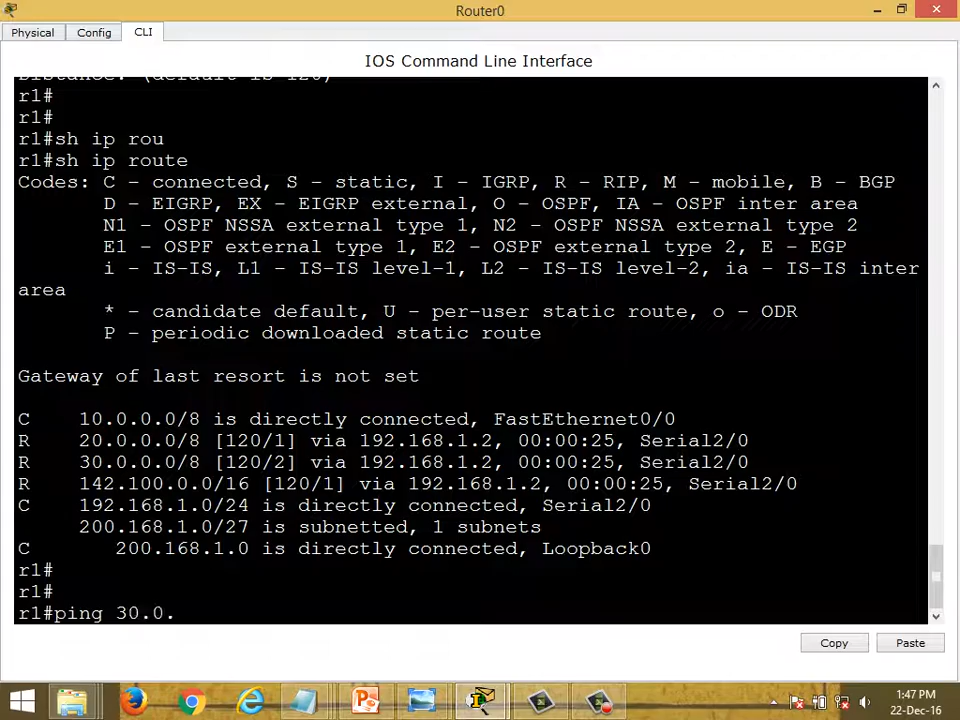 Router0
Physical
Config
CLI
IOS Command Line Interface
Distance: (default is 120)
r1#
r1#
r1#sh ip rou
r1#sh ip route
Codes: C - connected, S - static, I - IGRP, R - RIP, M - mobile, B - BGP
D - EIGRP, EX - EIGRP external, O - OSPF, IA - OSPF inter area
N1 - OSPF NSSA external type 1, N2 - OSPF NSSA external type 2
E1 - OSPF external type 1, E2 - OSPF external type 2, E - EGP
i - IS-IS, L1 - IS-IS level-1, L2 - IS-IS level-2, ia - IS-IS inter
area
* - candidate default, U - per-user static route, o - ODR
P - periodic downloaded static route
Gateway of last resort is not set
C 10.0.0.0/8 is directly connected, FastEthernet0/0
R 20.0.0.0/8 [120/1] via 192.168.1.2, 00:00:25, Serial2/0
R 30.0.0.0/8 [120/2] via 192.168.1.2, 00:00:25, Serial2/0
R 142.100.0.0/16 [120/1] via 192.168.1.2, 00:00:25, Serial2/0
C 192.168.1.0/24 is directly connected, Serial2/0
200.168.1.0/27 is subnetted, 1 subnets
C 200.168.1.0 is directly connected, Loopback0
r1#
r1#
r1#ping 30.0.
Copy
Paste
1:47 PM
22-Dec-16